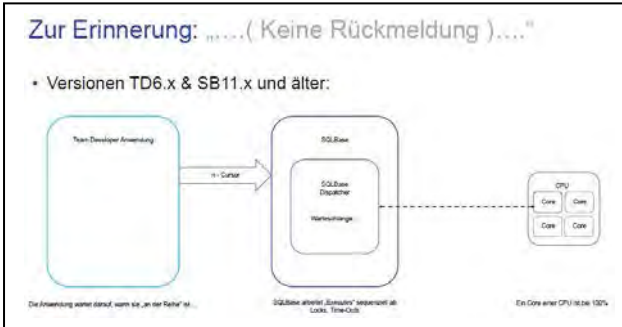 Zur Erinnerung: „….( Keine Rückmeldung )….“
• Versionen TD6.x & SB11.x und älter:
Team Developer Anwendung
n - Cursor
SQLBase
SQLBase
Dispatcher
Warteschlange...
CPU
Core
Core
Core
Core
Die Anwendung wartet darauf, wann sie „an der Reihe“ ist...
SQLBase arbeitet „Executes“ sequenziell ab
Locks, Time-Outs
Ein Core einer CPU ist bei 100%